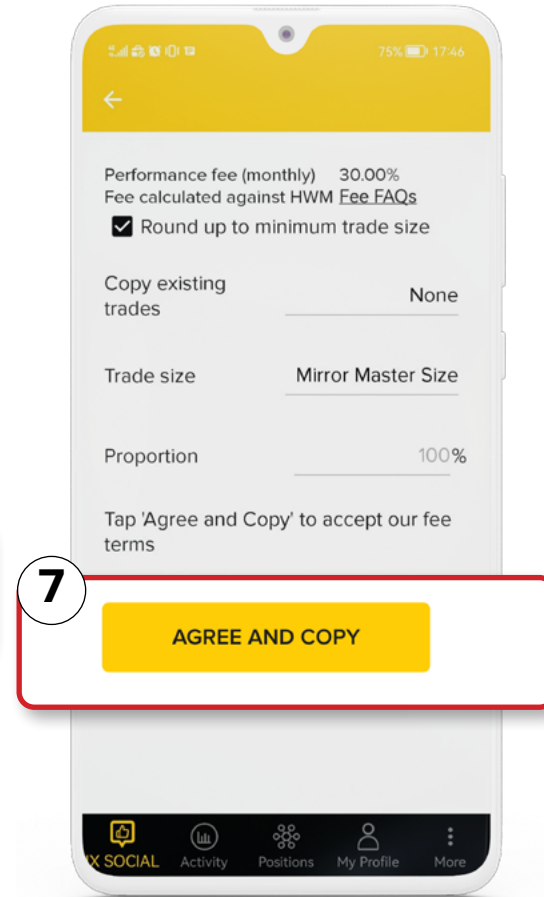 75% 17:46
Performance fee (monthly) 30.00%
Fee calculated against HWM Fee FAQs
Round up to minimum trade size
Copy existing
trades
None
Trade size Mirror Master Size
Proportion 100%
Tap 'Agree and Copy' to accept our fee
terms
7
AGREE AND COPY
X SOCIAL Activity Positions My Profile More